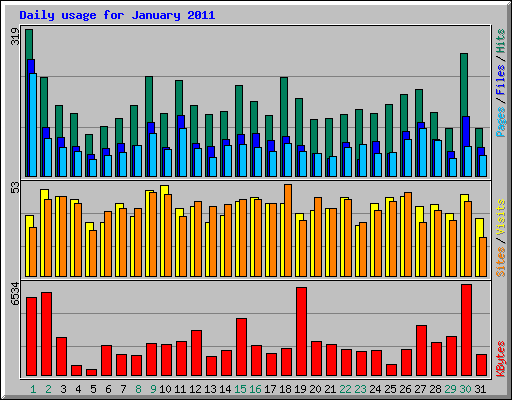 Daily usage for January 2011
319
Pages / Files / Hits
53
Sites / Visits
6534
KBytes
1 2 3 4 5 6 7 8 9 10 11 12 13 14 15 16 17 18 19 20 21 22 23 24 25 26 27 28 29 30 31